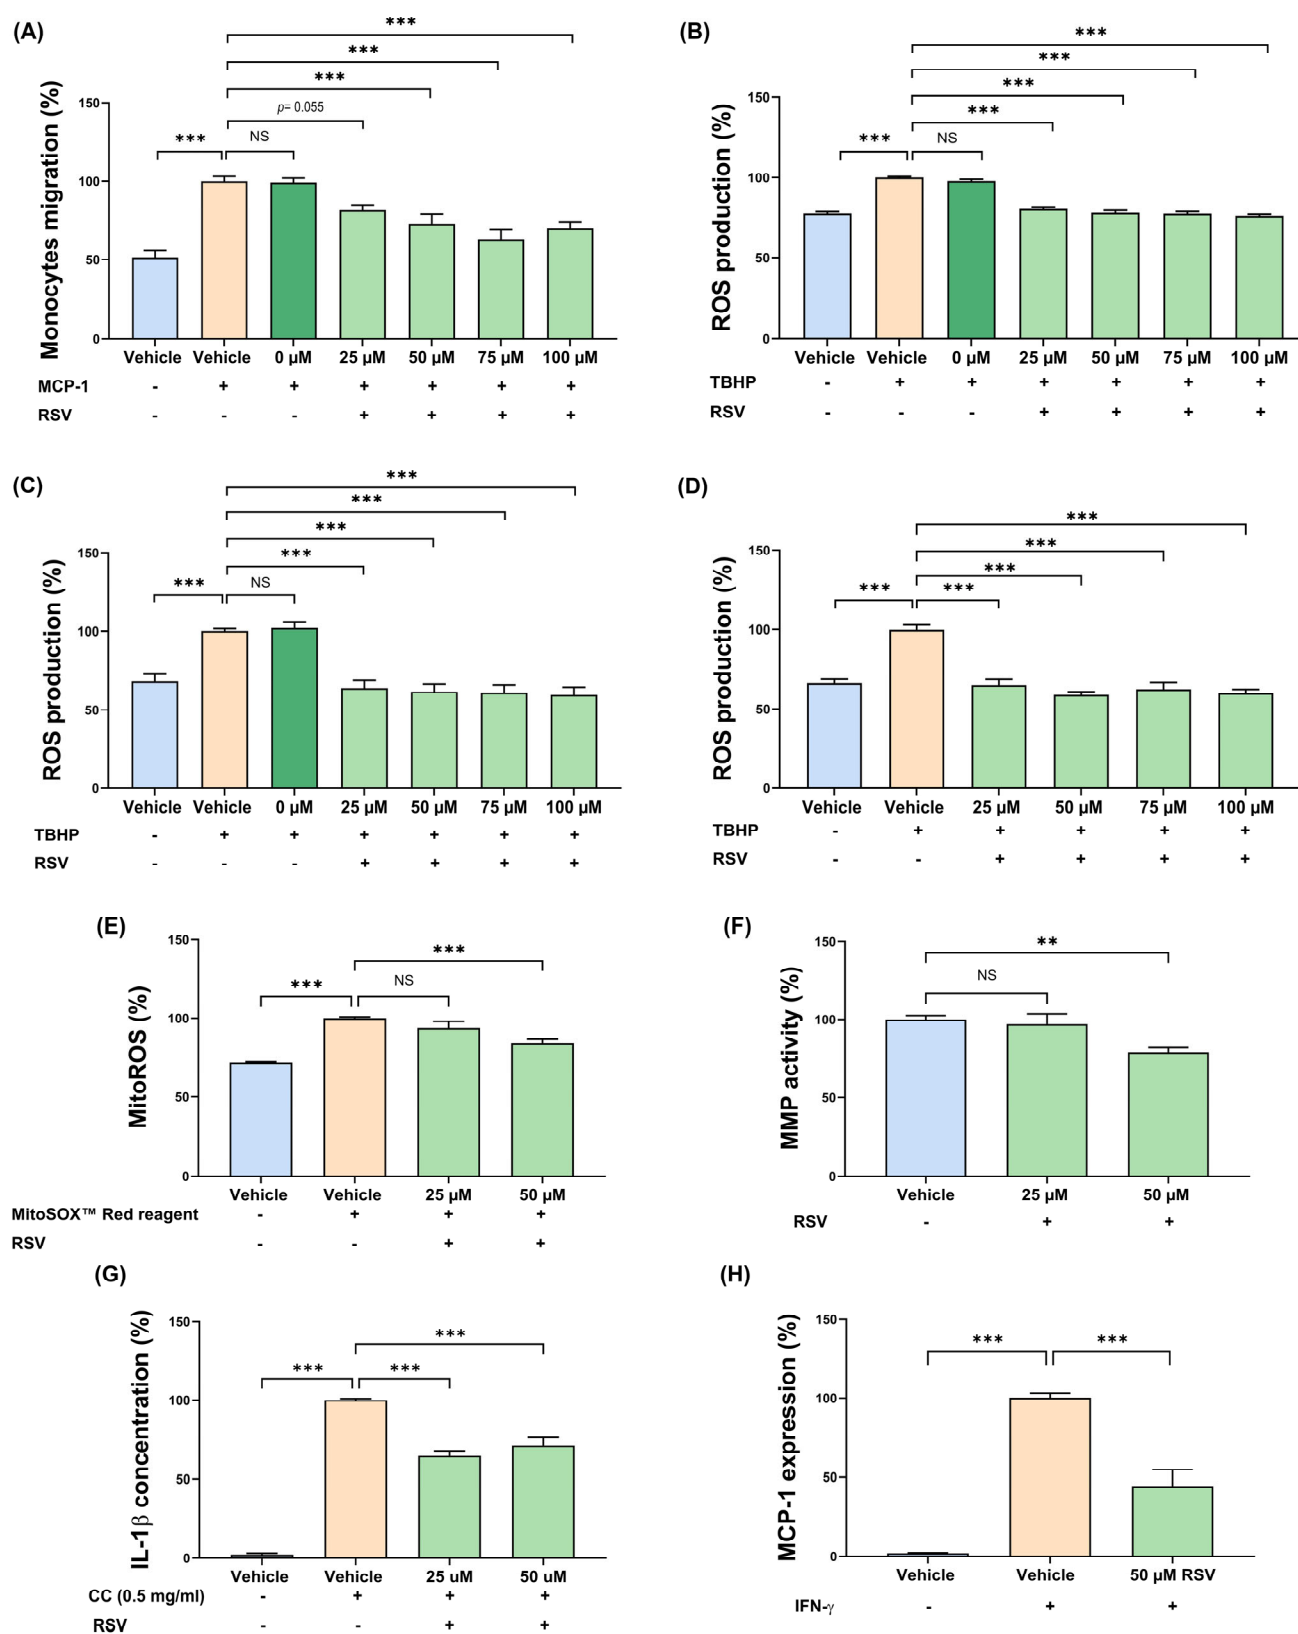 (A)
Monocytes migration (%)
150
100
50
0
***
***
***
p= 0.055
***
NS
Vehicle Vehicle 0 µM 25 µM 50 µM 75 µM 100 µM
MCP-1 - + + + + + +
RSV - - - + + + +
(B)
ROS production (%)
150
100
50
0
***
***
***
***
***
NS
Vehicle Vehicle 0 µM 25 µM 50 µM 75 µM 100 µM
TBHP - + + + + + +
RSV - - - + + + +
(C)
ROS production (%)
150
100
50
0
***
***
***
***
***
NS
Vehicle Vehicle 0 µM 25 µM 50 µM 75 µM 100 µM
TBHP - + + + + + +
RSV - - - + + + +
(D)
ROS production (%)
150
100
50
0
***
***
***
*** ***
Vehicle Vehicle 25 µM 50 µM 75 µM 100 µM
TBHP - + + + + +
RSV - - + + + +
(E)
MitoROS (%)
150
100
50
0
***
***
NS
Vehicle Vehicle 25 µM 50 µM
MitoSOX™ Red reagent - + + +
RSV - - + +
(F)
MMP activity (%)
150
100
50
0
**
NS
Vehicle 25 µM 50 µM
RSV - + +
(G)
IL-1β concentration (%)
150
100
50
0
***
*** ***
Vehicle Vehicle 25 uM 50 uM
CC (0.5 mg/ml) - + + +
RSV - - + +
(H)
MCP-1 expression (%)
150
100
50
0
*** ***
Vehicle Vehicle 50 µM RSV
IFN-γ - + +